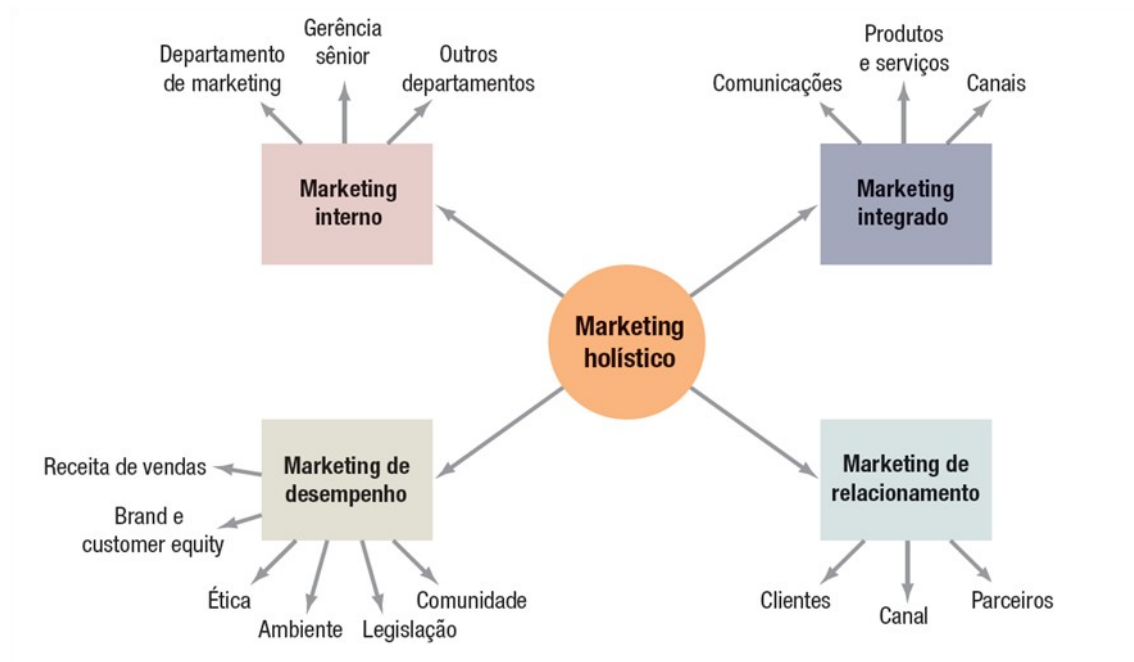 Departamento
de marketing
Gerência
sênior
Outros
departamentos
Marketing
interno
Comunicações
Produtos
e serviços
Canais
Marketing
integrado
Marketing
holístico
Marketing de
desempenho
Receita de vendas
Brand e
customer equity
Ética
Ambiente
Legislação
Comunidade
Marketing de
relacionamento
Clientes
Canal
Parceiros